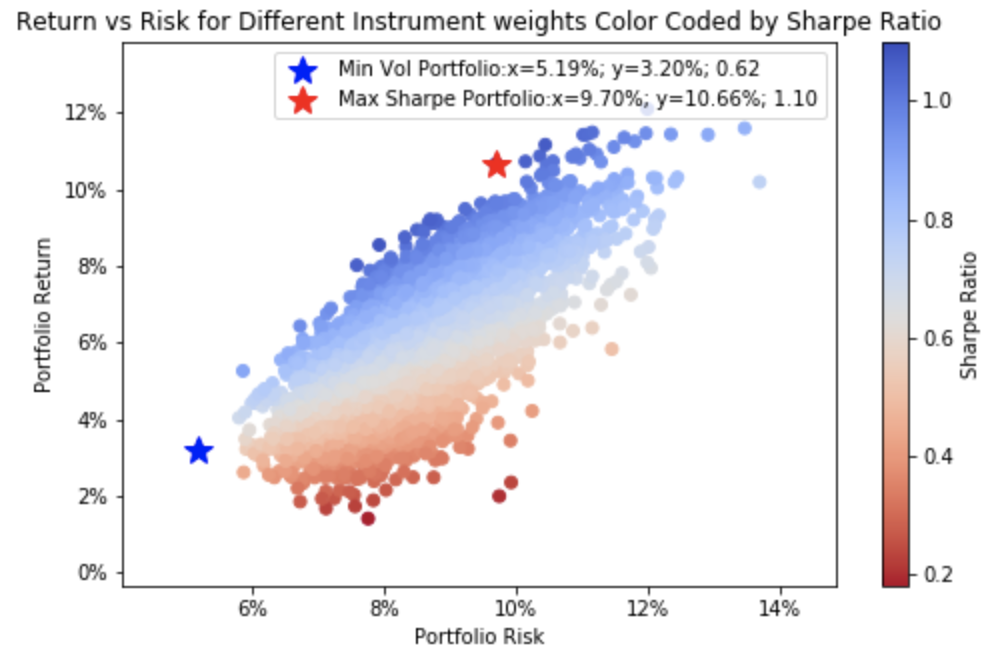 Return vs Risk for Different Instrument weights Color Coded by Sharpe Ratio
Min Vol Portfolio:x=5.19%; y=3.20%; 0.62
Max Sharpe Portfolio:x=9.70%; y=10.66%; 1.10
12%
10%
8%
6%
4%
2%
0%
Portfolio Return
6%
8%
10%
12%
14%
Portfolio Risk
1.0
0.8
0.6
0.4
0.2
Sharpe Ratio